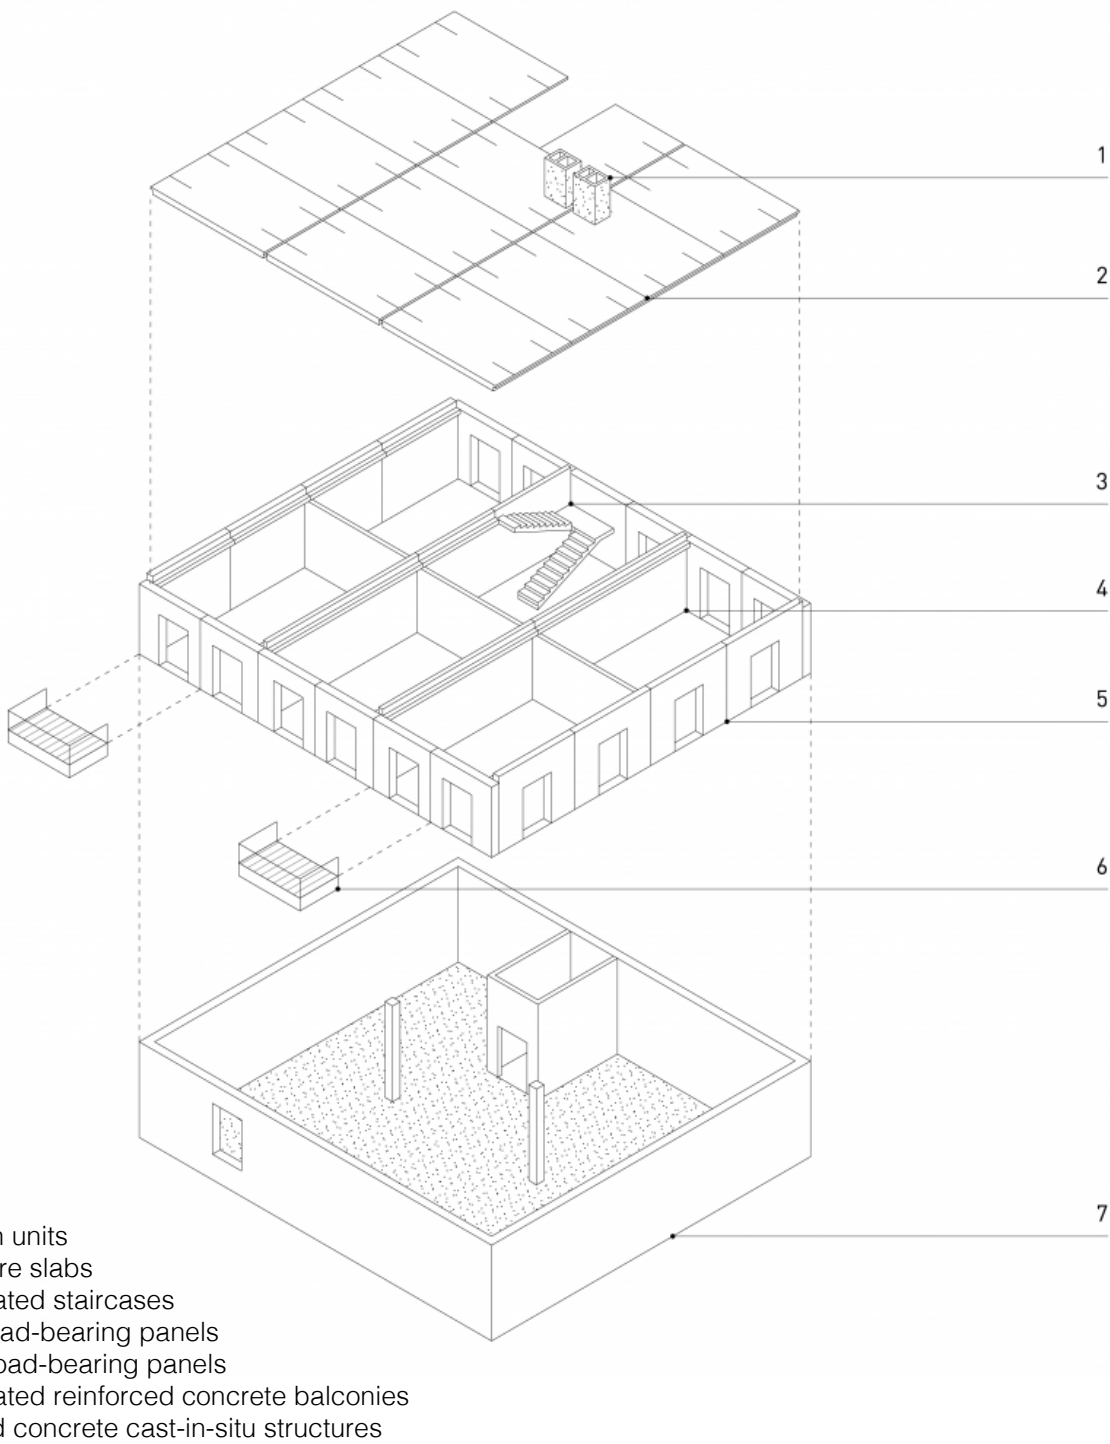 1
2
3
4
5
6
7
n units
re slabs
ated staircases
ad-bearing panels
oad-bearing panels
ated reinforced concrete balconies
d concrete cast-in-situ structures